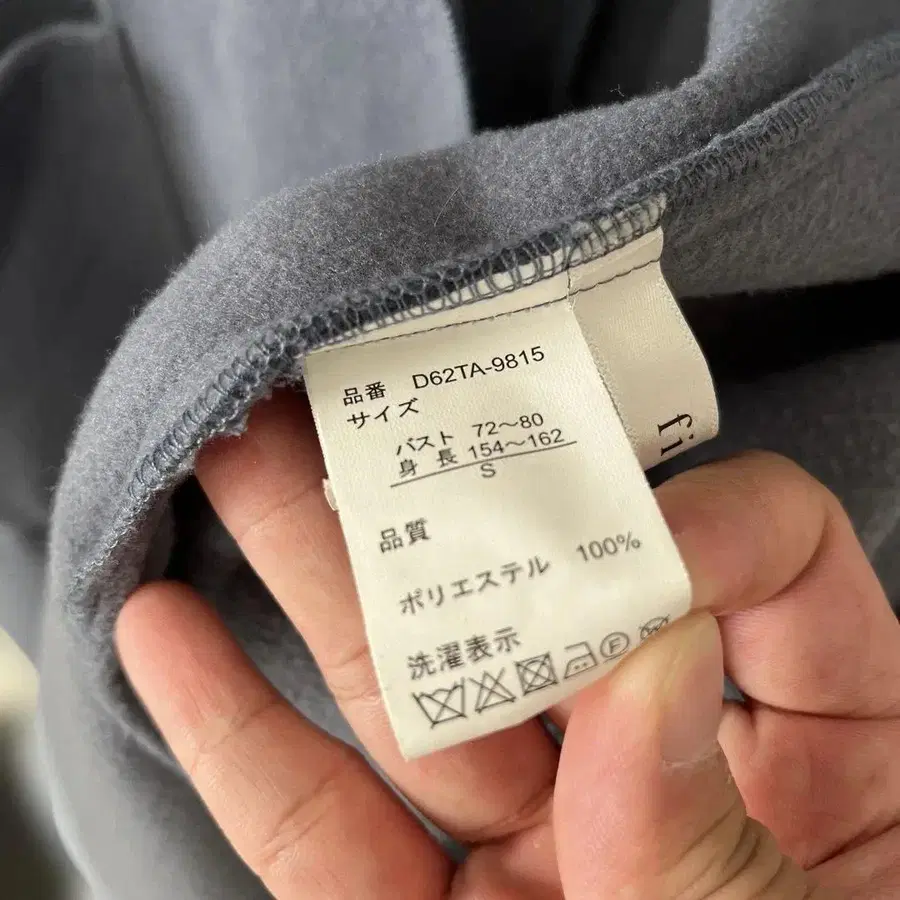 品番 D62TA-9815
サイズ
バスト 72～80
身長 154～162
S
品質
ポリエステル 100%
洗濯表示
fi